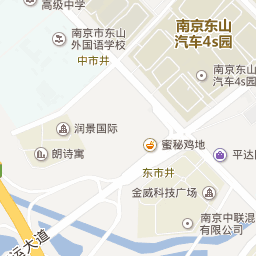 高级中学
南京东山
汽车4s园
南京市东山
外国语学校
中市井
南京东山
汽车4s园
润景国际
蜜秘鸡地
朗诗寓
平达
东市井
金威科技广场
南京中联混
有限公司
运大道